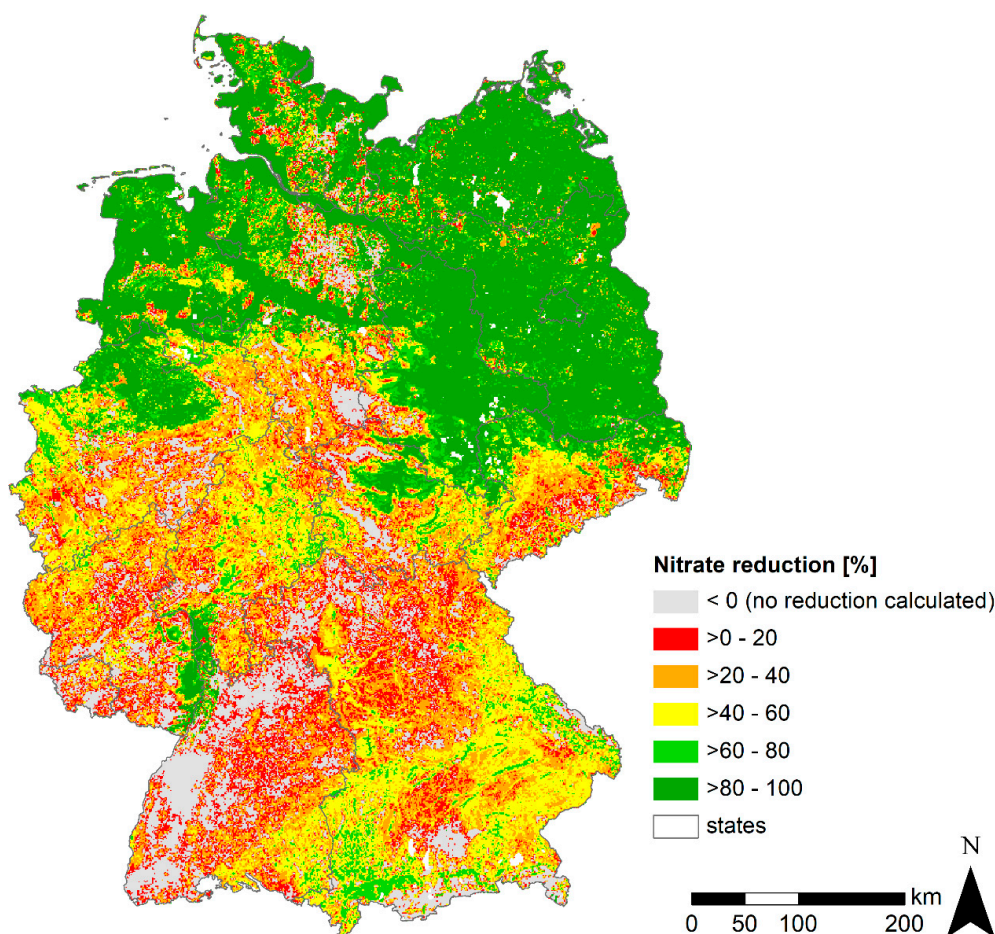 Nitrate reduction [%]
< 0 (no reduction calculated)
>0 - 20
>20 - 40
>40 - 60
>60 - 80
>80 - 100
states
N
km
0 50 100 200